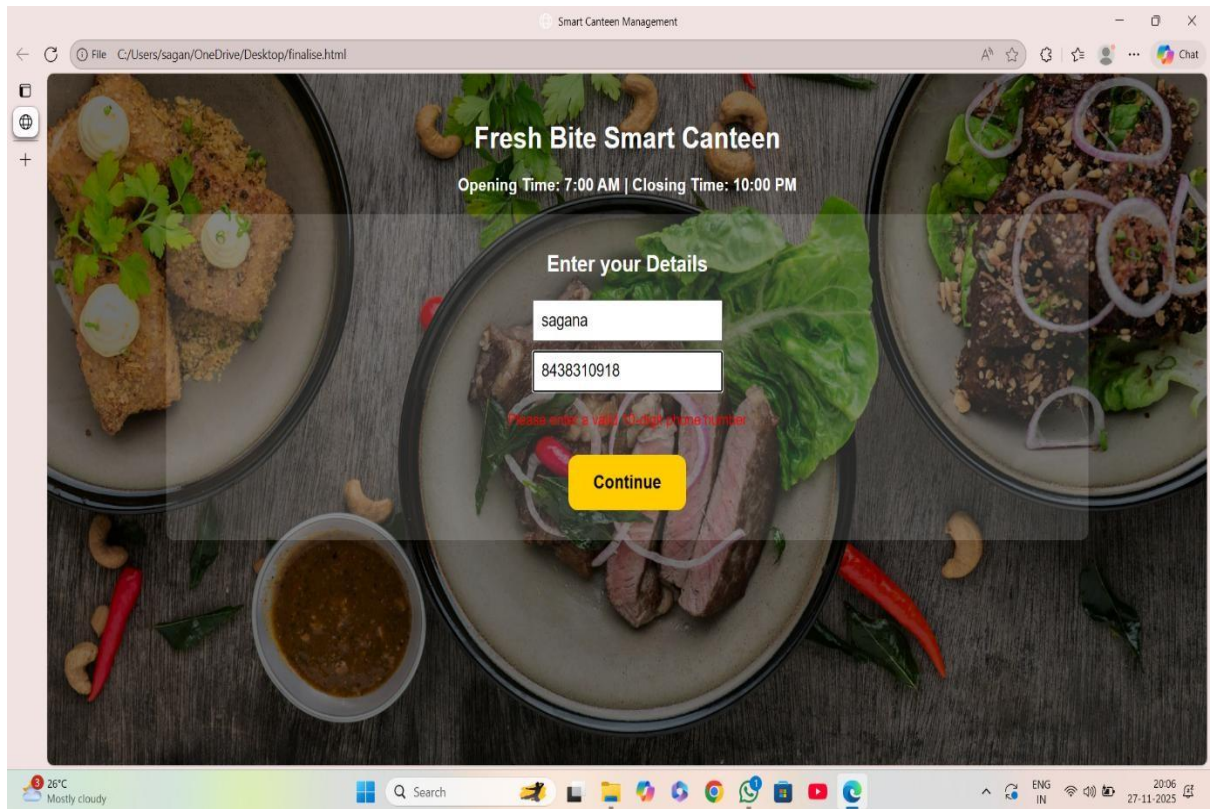 Smart Canteen Management
File C:/Users/sagan/OneDrive/Desktop/finalise.html
Chat
Fresh Bite Smart Canteen
Opening Time: 7:00 AM | Closing Time: 10:00 PM
Enter your Details
sagana
8438310918
Please enter a valid 10-digit phone number
Continue
3
26°C
Mostly cloudy
Search
ENG
IN
20:06
27-11-2025